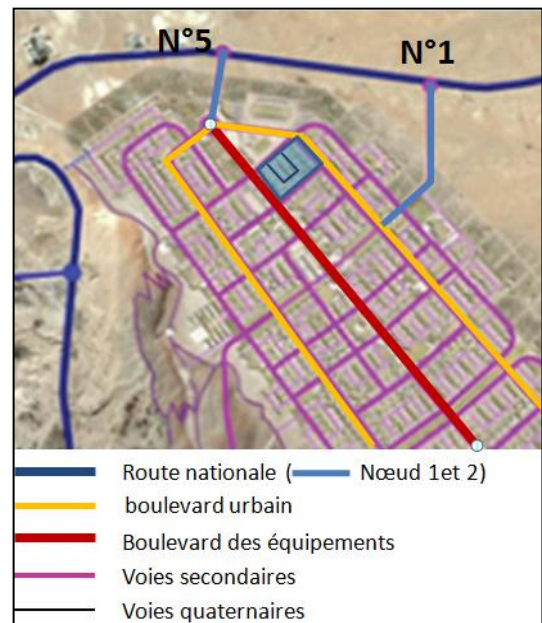 N°5
N°1
Route nationale ( Nœud 1et 2)
boulevard urbain
Boulevard des équipements
Voies secondaires
Voies quaternaires